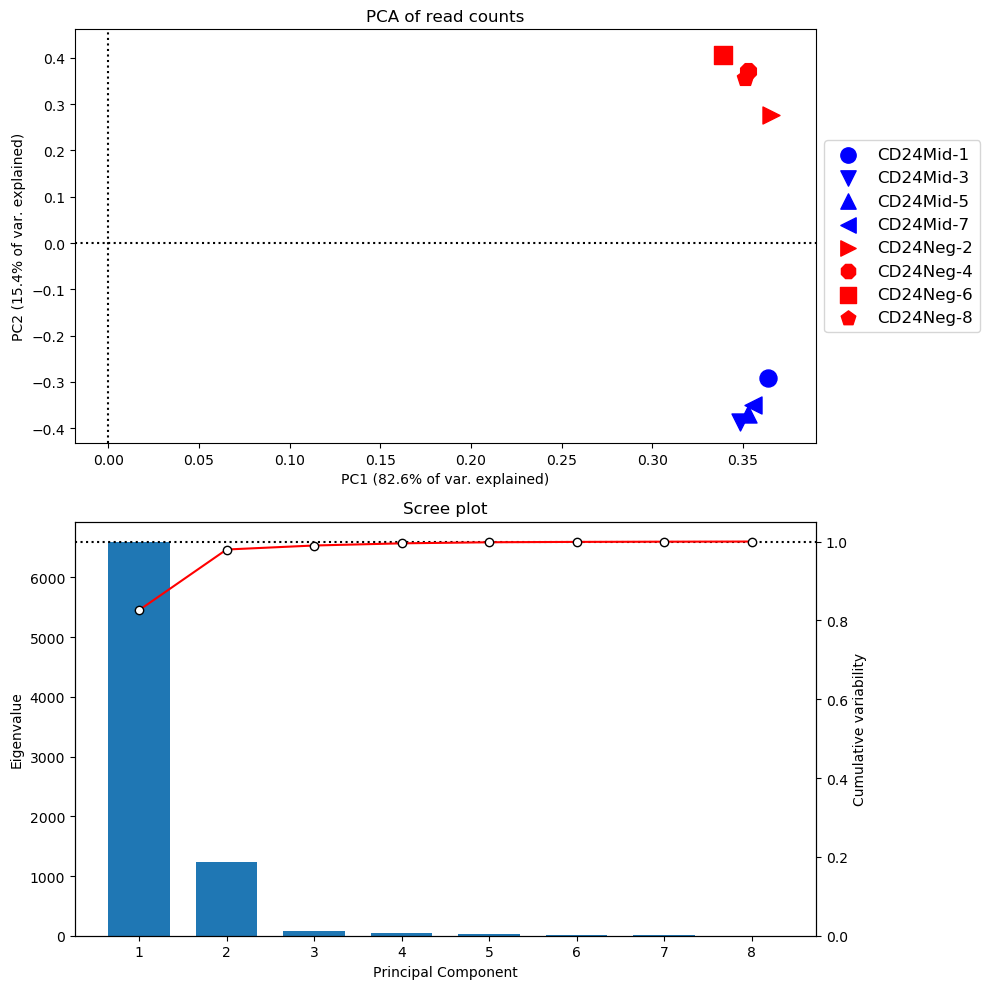 PCA of read counts
PC2 (15.4% of var. explained)
0.4
0.3
0.2
0.1
0.0
−0.1
−0.2
−0.3
−0.4
0.00 0.05 0.10 0.15 0.20 0.25 0.30 0.35
PC1 (82.6% of var. explained)
CD24Mid-1
CD24Mid-3
CD24Mid-5
CD24Mid-7
CD24Neg-2
CD24Neg-4
CD24Neg-6
CD24Neg-8
Scree plot
Eigenvalue
6000
5000
4000
3000
2000
1000
0
1 2 3 4 5 6 7 8
Principal Component
1.0
0.8
0.6
0.4
0.2
0.0
Cumulative variability